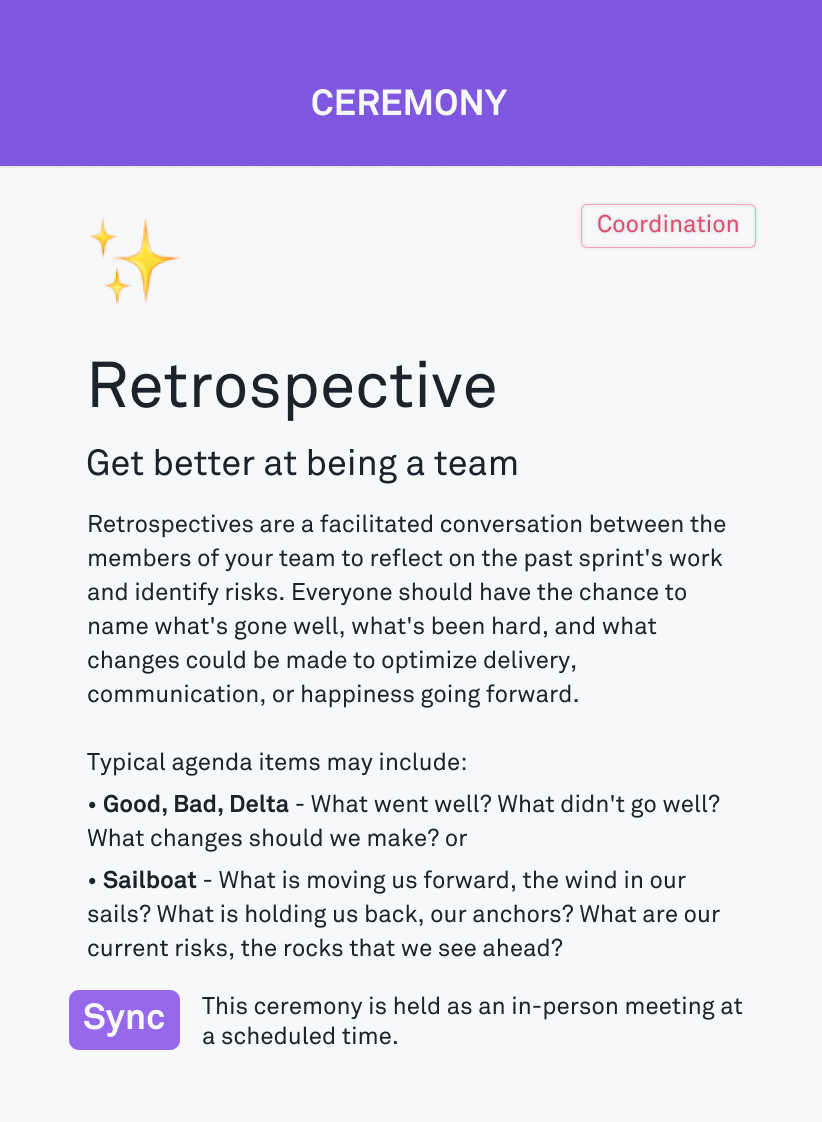 CEREMONY
Coordination
Retrospective
Get better at being a team
Retrospectives are a facilitated conversation between the
members of your team to reflect on the past sprint's work
and identify risks. Everyone should have the chance to
name what's gone well, what's been hard, and what
changes could be made to optimize delivery,
communication, or happiness going forward.
Typical agenda items may include:
• Good, Bad, Delta - What went well? What didn't go well?
What changes should we make? or
• Sailboat - What is moving us forward, the wind in our
sails? What is holding us back, our anchors? What are our
current risks, the rocks that we see ahead?
Sync
This ceremony is held as an in-person meeting at
a scheduled time.